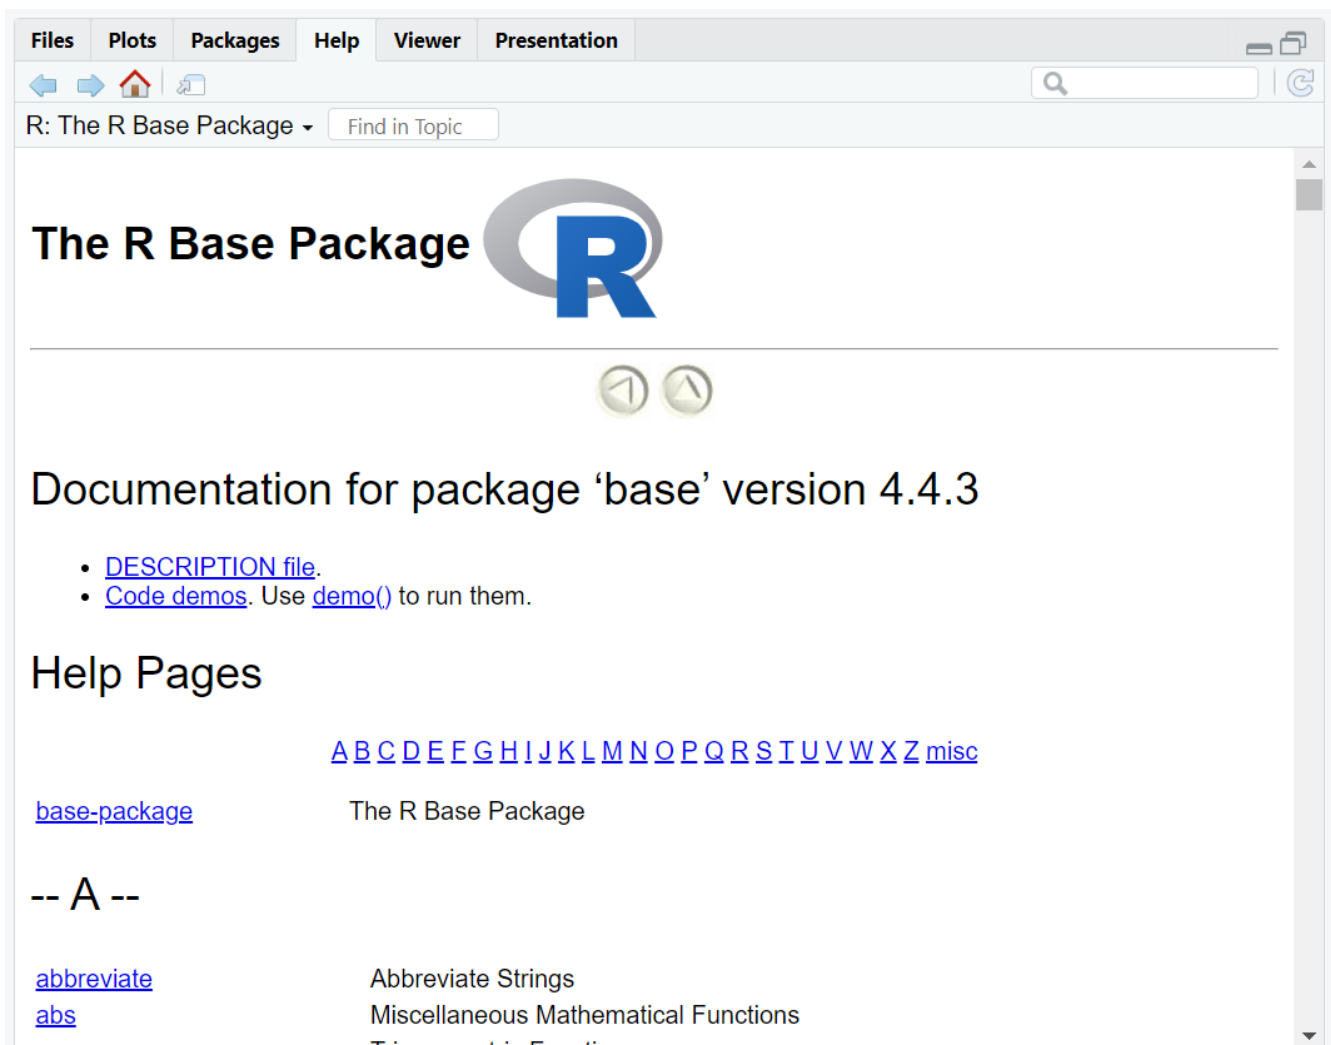 Files Plots Packages Help Viewer Presentation
R: The R Base Package Find in Topic
The R Base Package R
Documentation for package ‘base’ version 4.4.3
• DESCRIPTION file.
• Code demos. Use demo() to run them.
Help Pages
A B C D E F G H I J K L M N O P Q R S T U V W X Z misc
base-package The R Base Package
-- A --
abbreviate Abbreviate Strings
abs Miscellaneous Mathematical Functions